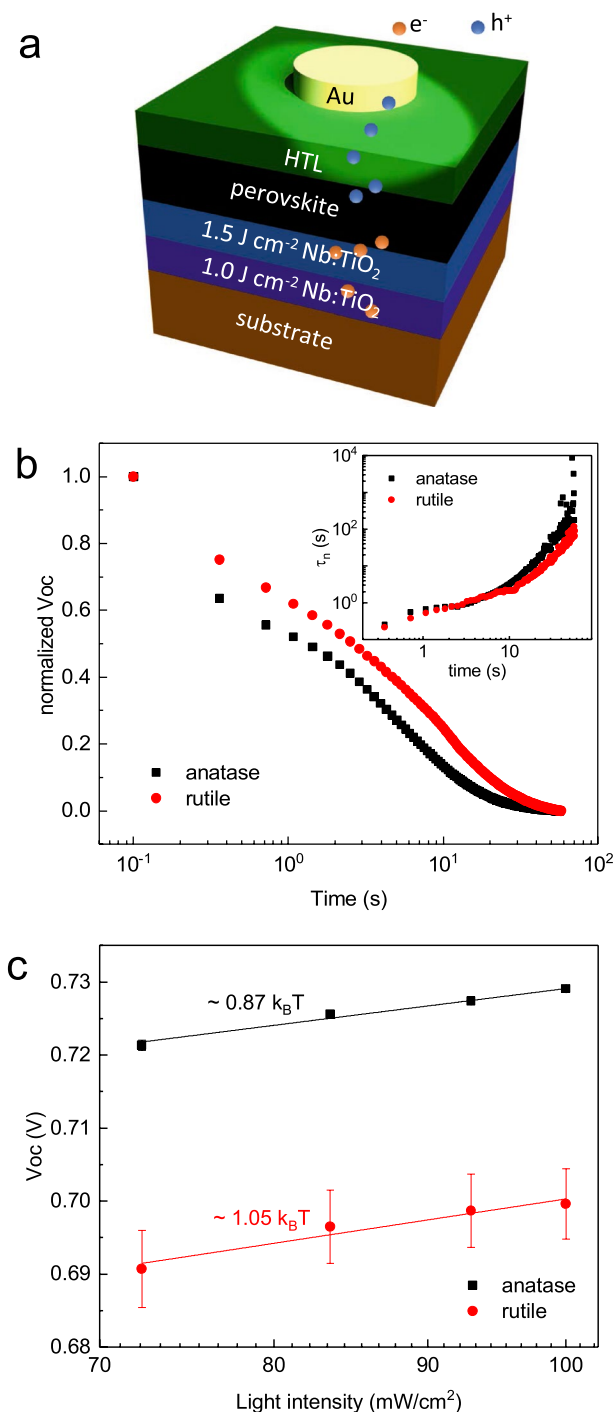 a
e⁻
h⁺
Au
HTL
perovskite
1.5 J cm⁻² Nb:TiO₂
1.0 J cm⁻² Nb:TiO₂
substrate
b
1.0
0.8
0.6
0.4
0.2
0.0
normalized Voc
anatase
rutile
10⁻¹
10⁰
10¹
10²
Time (s)
anatase
rutile
10⁴
10²
10⁰
τₙ (s)
1
10
time (s)
c
0.73
0.72
0.71
0.70
0.69
0.68
Voc (V)
~ 0.87 k_BT
~ 1.05 k_BT
anatase
rutile
70
80
90
100
Light intensity (mW/cm²)